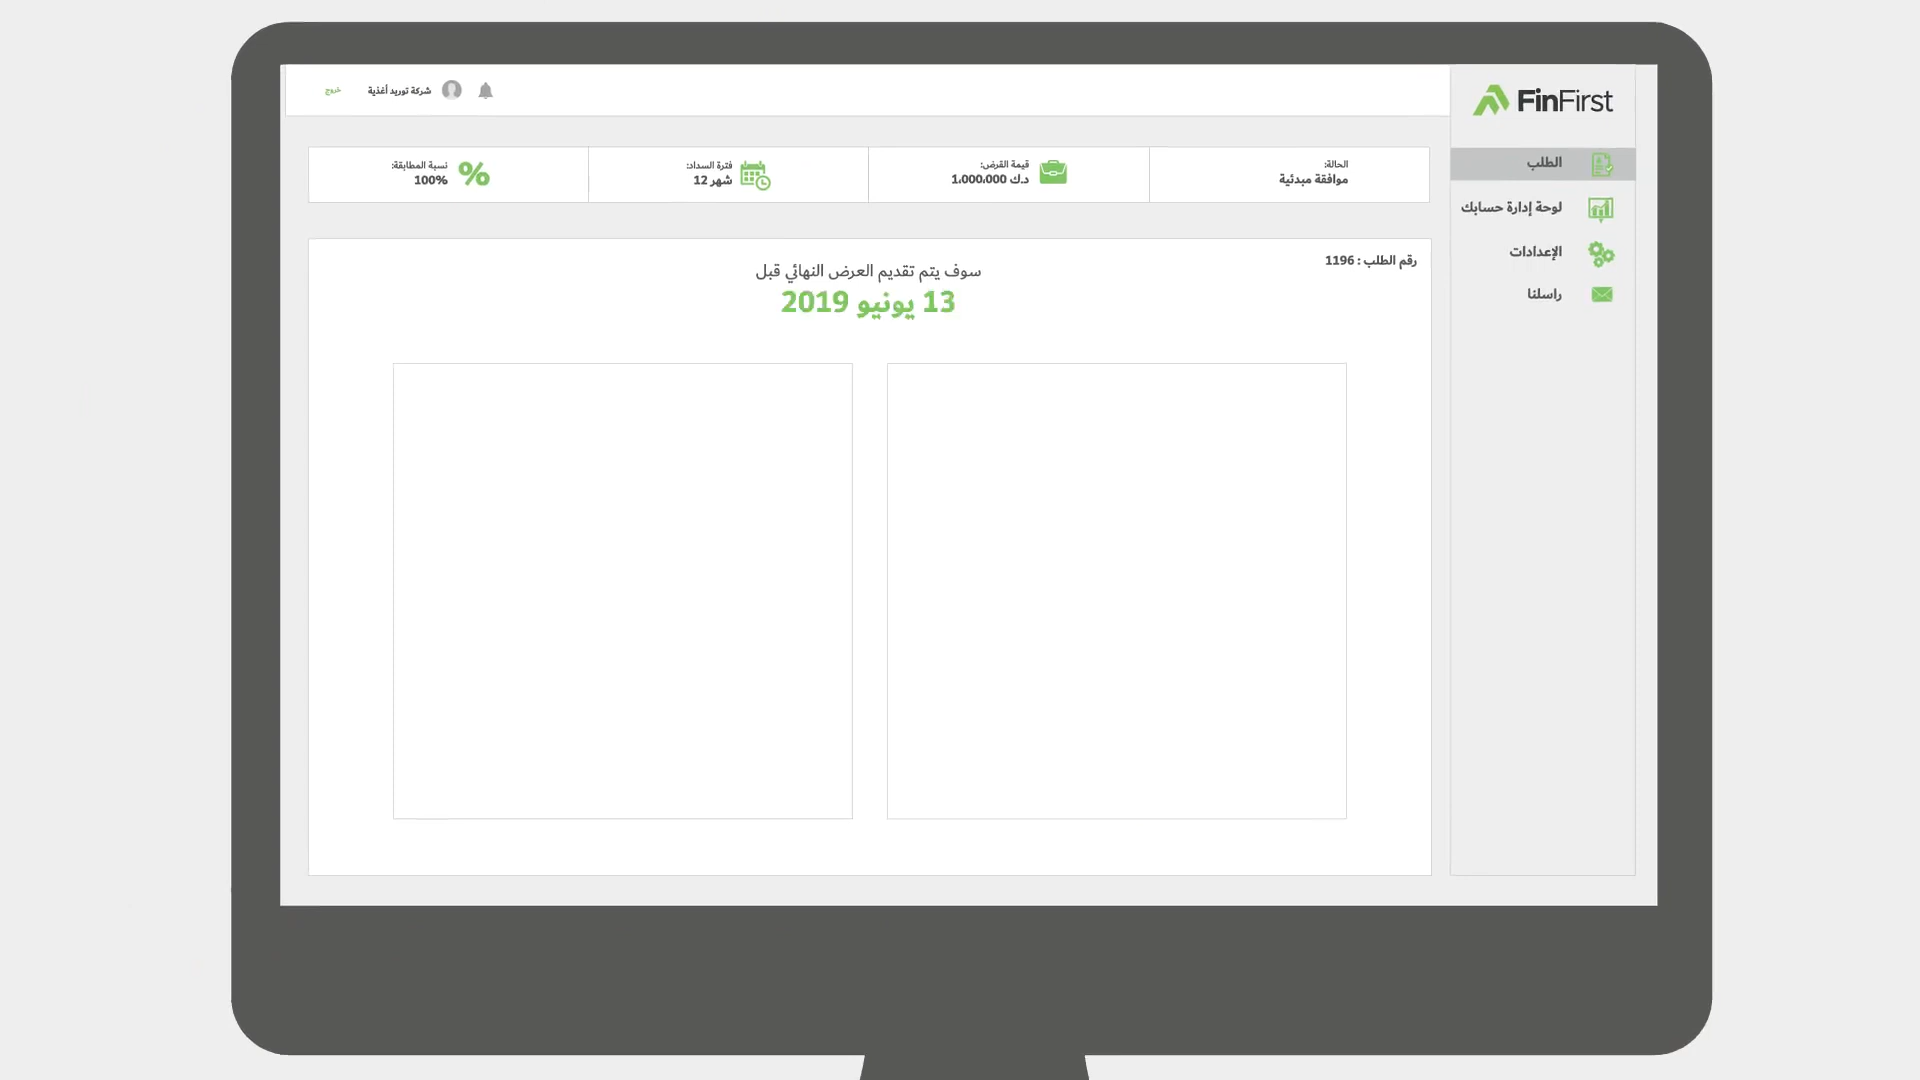 FinFirst
شركة توريد أغذية
خروج
الطلب
لوحة إدارة حسابك
الإعدادات
راسلنا
الحالة:
موافقة مبدئية
قيمة القرض:
د.ك 1،000،000
فترة السداد:
12 شهر
نسبة المطابقة:
100%
رقم الطلب : 1196
سوف يتم تقديم العرض النهائي قبل
13 يونيو 2019